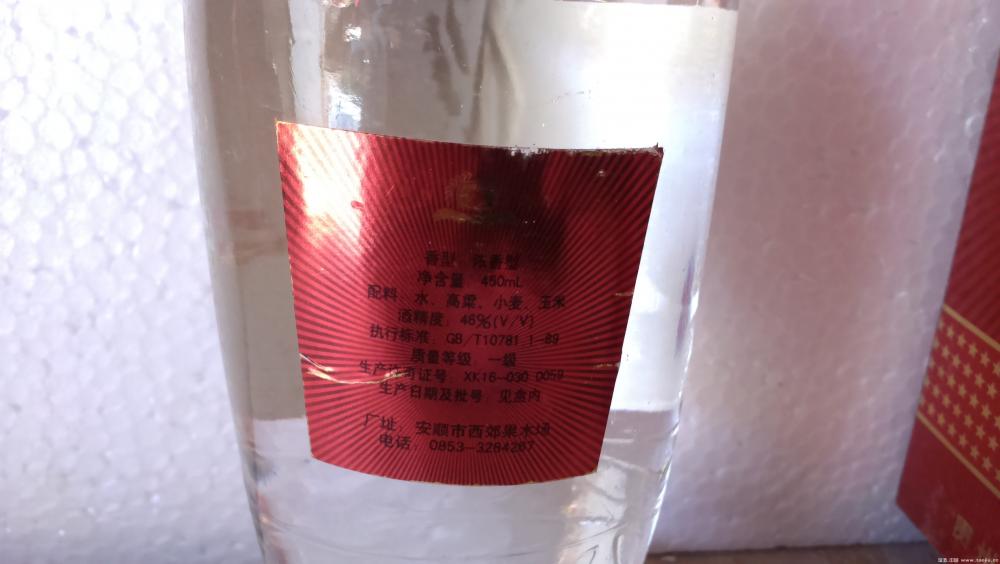 香型：浓香型
净含量：450mL
配料：水、高粱、小麦、玉米
酒精度：46%(V/V)
执行标准：GB/T10781.1-89
质量等级：一级
生产许可证号：XK16-030 0059
生产日期及批号：见盒内
厂址：安顺市西郊果木场
电话：0853-3284267